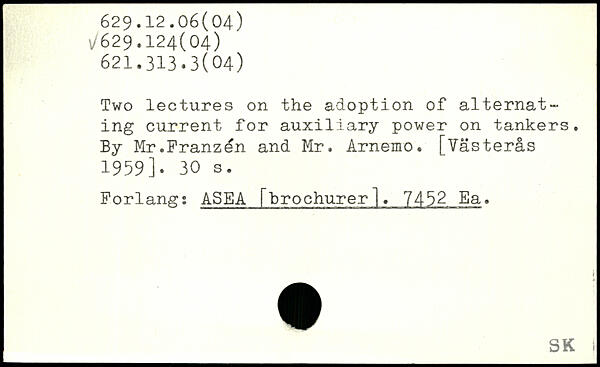 629.12.06(04)
√629.124(04)
621.313.3(04)
Two lectures on the adoption of alternat-
ing current for auxiliary power on tankers.
By Mr.Franzén and Mr. Arnemo. [Västerås
1959]. 30 s.
Forlang: ASEA [brochurer]. 7452 Ea.
SK